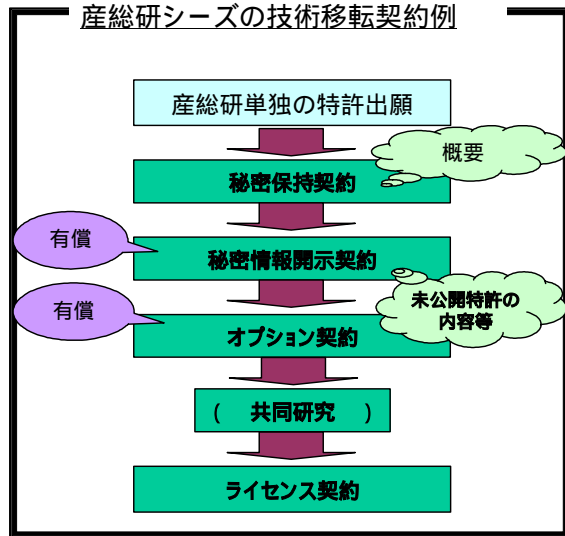 産総研シーズの技術移転契約例
産総研単独の特許出願
概要
秘密保持契約
有償
秘密情報開示契約
有償
未公開特許の
内容等
オプション契約
( 共同研究 )
ライセンス契約